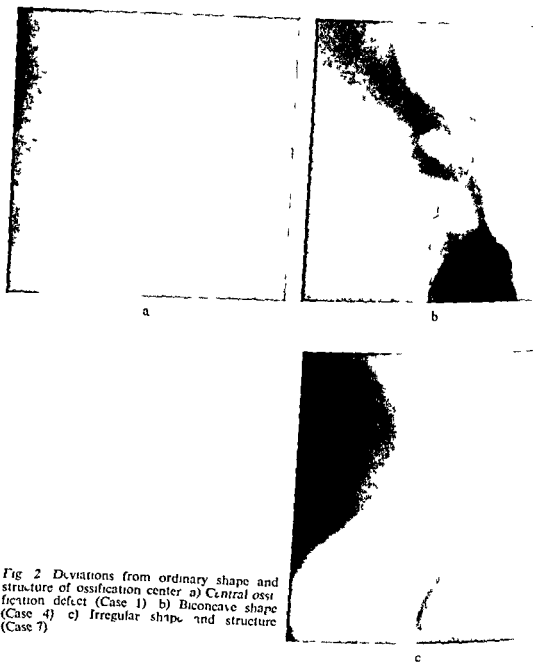 a
b
Fig 2 Deviations from ordinary shape and
structure of ossification center a) Central ossi
fication defect (Case 1) b) Biconcave shape
(Case 4) c) Irregular shape and structure
(Case 7)
c